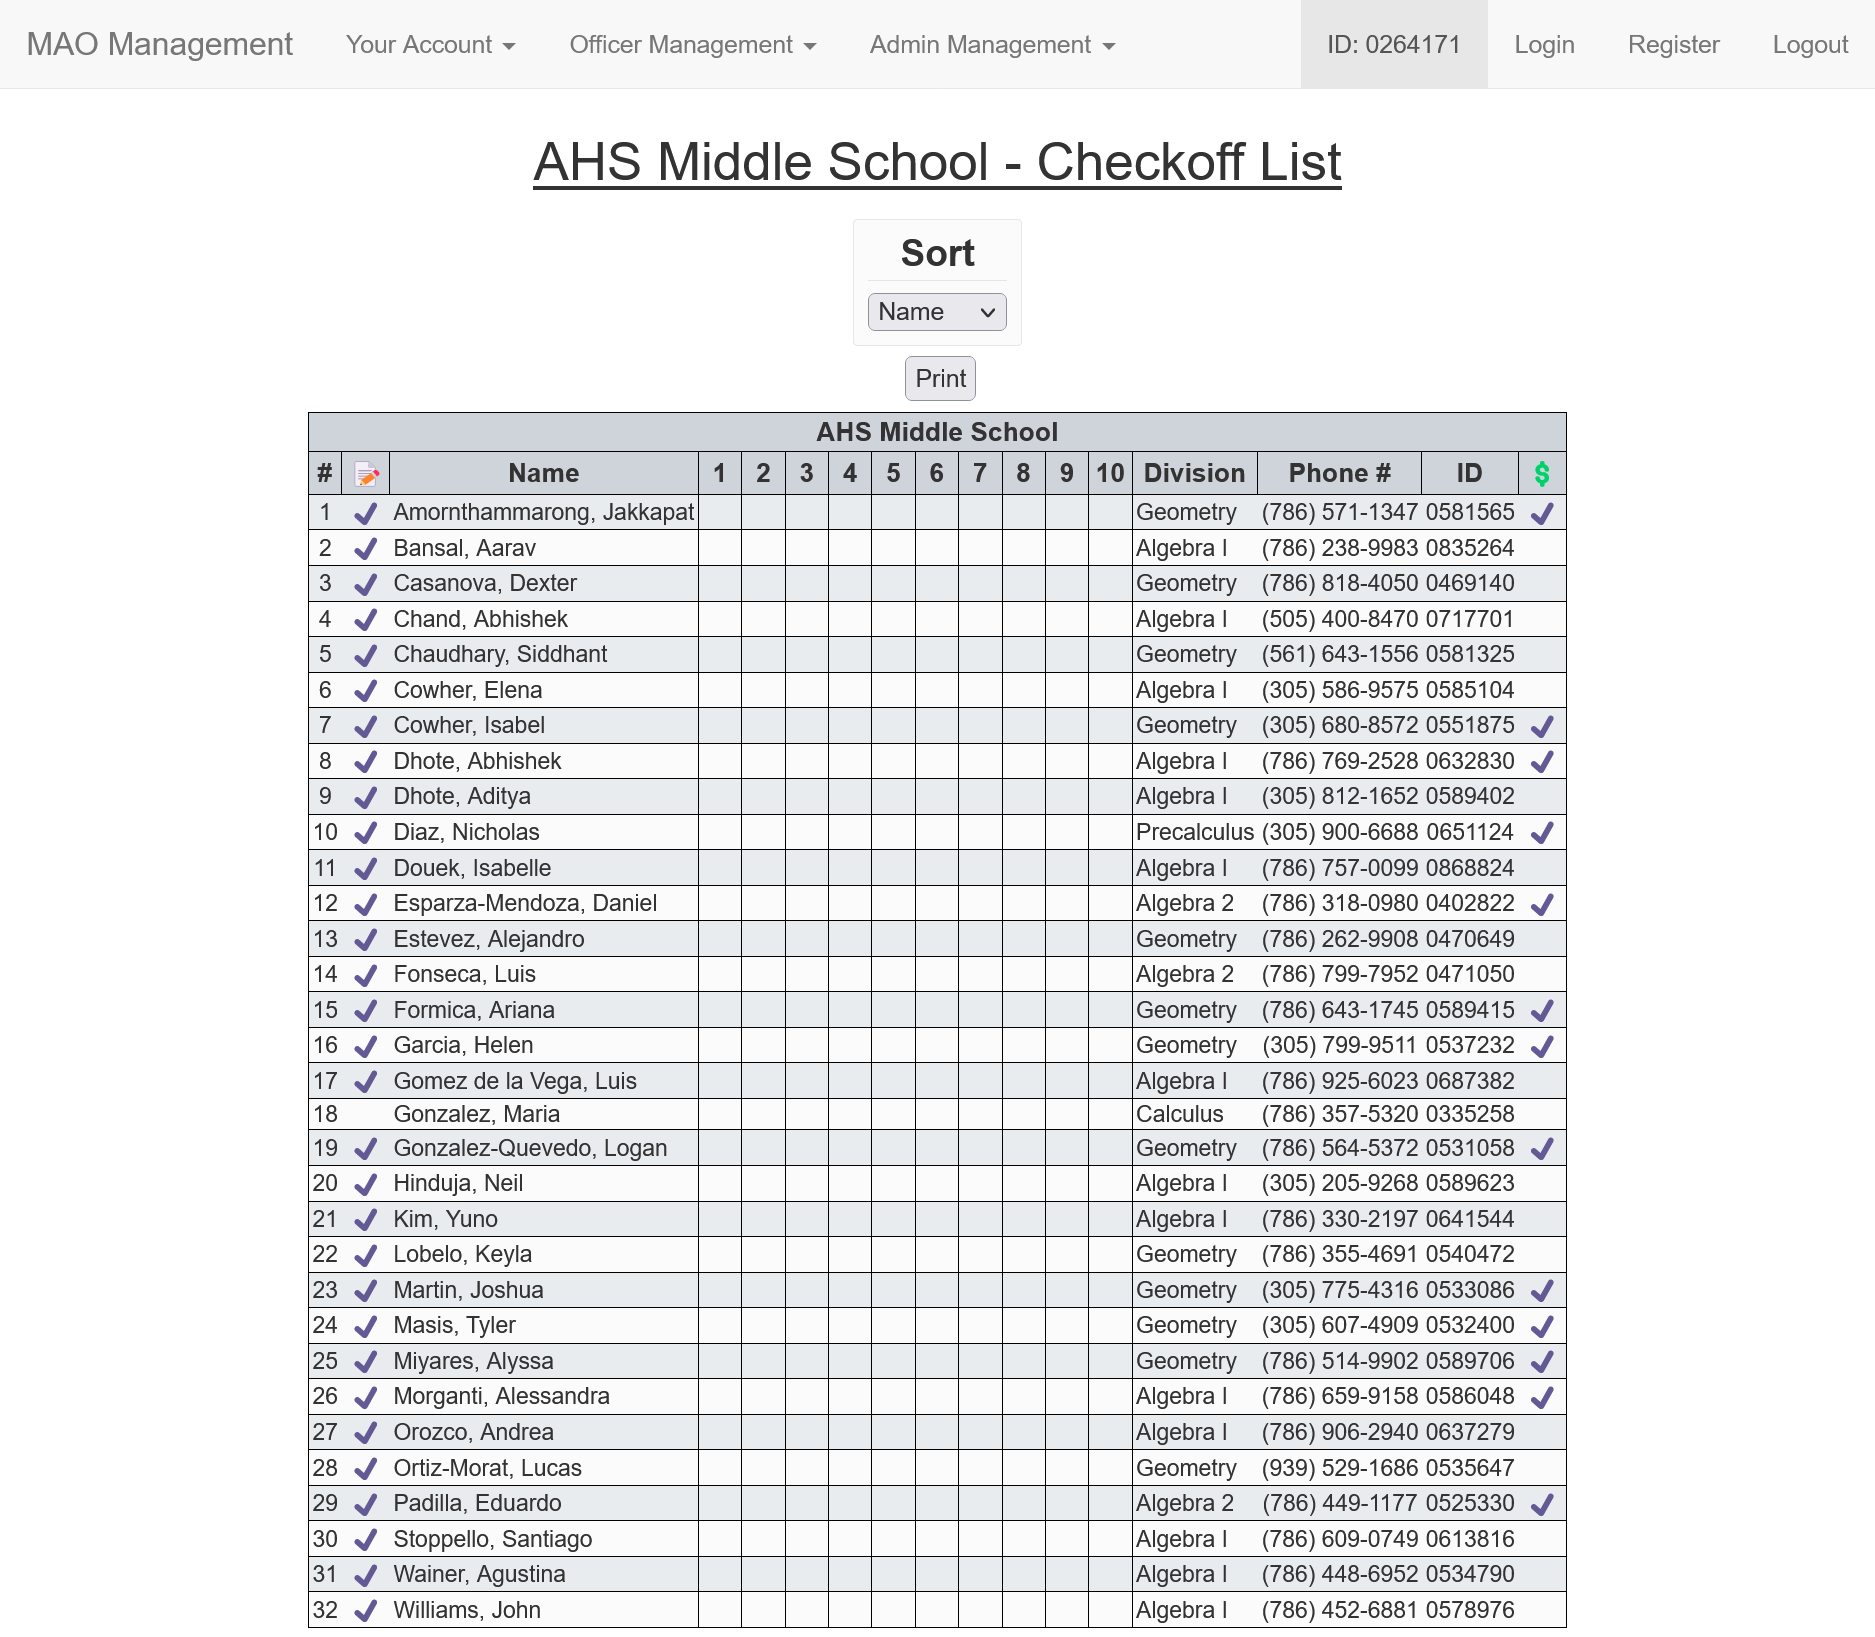 MAO Management Your Account Officer Management Admin Management ID: 0264171 Login Register Logout
AHS Middle School - Checkoff List
Sort
Name
Print
AHS Middle School
# Name 1 2 3 4 5 6 7 8 9 10 Division Phone # ID $
1 Amornthammarong, Jakkapat Geometry (786) 571-1347 0581565
2 Bansal, Aarav Algebra I (786) 238-9983 0835264
3 Casanova, Dexter Geometry (786) 818-4050 0469140
4 Chand, Abhishek Algebra I (505) 400-8470 0717701
5 Chaudhary, Siddhant Geometry (561) 643-1556 0581325
6 Cowher, Elena Algebra I (305) 586-9575 0585104
7 Cowher, Isabel Geometry (305) 680-8572 0551875
8 Dhote, Abhishek Algebra I (786) 769-2528 0632830
9 Dhote, Aditya Algebra I (305) 812-1652 0589402
10 Diaz, Nicholas Precalculus (305) 900-6688 0651124
11 Douek, Isabelle Algebra I (786) 757-0099 0868824
12 Esparza-Mendoza, Daniel Algebra 2 (786) 318-0980 0402822
13 Estevez, Alejandro Geometry (786) 262-9908 0470649
14 Fonseca, Luis Algebra 2 (786) 799-7952 0471050
15 Formica, Ariana Geometry (786) 643-1745 0589415
16 Garcia, Helen Geometry (305) 799-9511 0537232
17 Gomez de la Vega, Luis Algebra I (786) 925-6023 0687382
18 Gonzalez, Maria Calculus (786) 357-5320 0335258
19 Gonzalez-Quevedo, Logan Geometry (786) 564-5372 0531058
20 Hinduja, Neil Algebra I (305) 205-9268 0589623
21 Kim, Yuno Algebra I (786) 330-2197 0641544
22 Lobelo, Keyla Geometry (786) 355-4691 0540472
23 Martin, Joshua Geometry (305) 775-4316 0533086
24 Masis, Tyler Geometry (305) 607-4909 0532400
25 Miyares, Alyssa Geometry (786) 514-9902 0589706
26 Morganti, Alessandra Algebra I (786) 659-9158 0586048
27 Orozco, Andrea Algebra I (786) 906-2940 0637279
28 Ortiz-Morat, Lucas Geometry (939) 529-1686 0535647
29 Padilla, Eduardo Algebra 2 (786) 449-1177 0525330
30 Stoppello, Santiago Algebra I (786) 609-0749 0613816
31 Wainer, Agustina Algebra I (786) 448-6952 0534790
32 Williams, John Algebra I (786) 452-6881 0578976